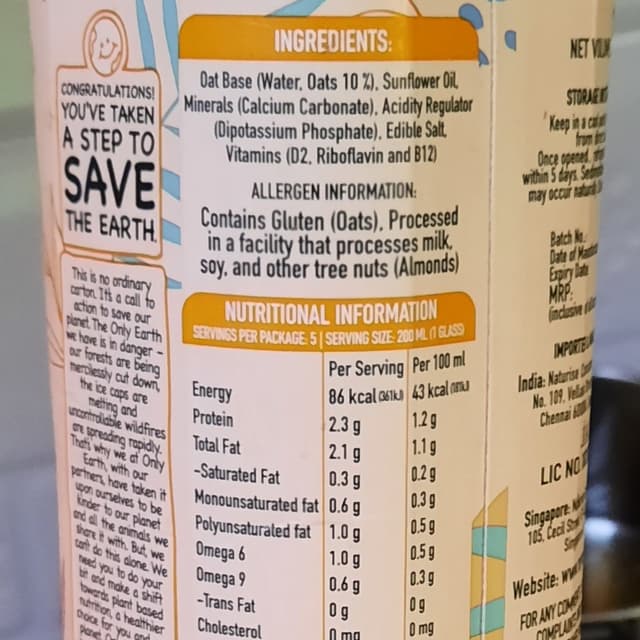 CONGRATULATIONS!
YOU'VE TAKEN
A STEP TO
SAVE
THE EARTH.
This is no ordinary
carton. It's a call to
action to save our
planet. The Only Earth
we have is in danger -
our forests are being
mercilessly cut down,
the ice caps are
melting and
uncontrollable wildfires
are spreading rapidly.
That's why we at Only
Earth, with our
partners, have taken it
upon ourselves to be
kinder to our planet
and all the animals we
share it with. But, we
can't do this alone. We
need you to do your
bit and make a shift
towards plant based
nutrition, a healthier
choice for you and
INGREDIENTS:
Oat Base (Water, Oats 10 %), Sunflower Oil,
Minerals (Calcium Carbonate), Acidity Regulator
(Dipotassium Phosphate), Edible Salt,
Vitamins (D2, Riboflavin and B12)
ALLERGEN INFORMATION:
Contains Gluten (Oats), Processed
in a facility that processes milk,
soy, and other tree nuts (Almonds)
NUTRITIONAL INFORMATION
SERVINGS PER PACKAGE: 5 | SERVING SIZE: 200 ML (1 GLASS)
Per Serving Per 100 ml
Energy 86 kcal (361kJ) 43 kcal
Protein 2.3 g 1.2 g
Total Fat 2.1 g 1.1 g
-Saturated Fat 0.3 g 0.2 g
Monounsaturated fat 0.6 g 0.3 g
Polyunsaturated fat 1.0 g 0.5 g
Omega 6 1.0 g 0.5 g
Omega 9 0.6 g 0.3 g
-Trans Fat 0 g 0 g
Cholesterol 0 mg 0 mg
NET
STORAGE
Keep in a
from
Once opened,
within 5 days.
may occur
Batch No.
Date of
Expiry Date
MRP:
(inclusive
India: Naturise
No. 109,
Chennai
LIC NO.
Singapore:
105, Cecil
Website:
FOR ANY